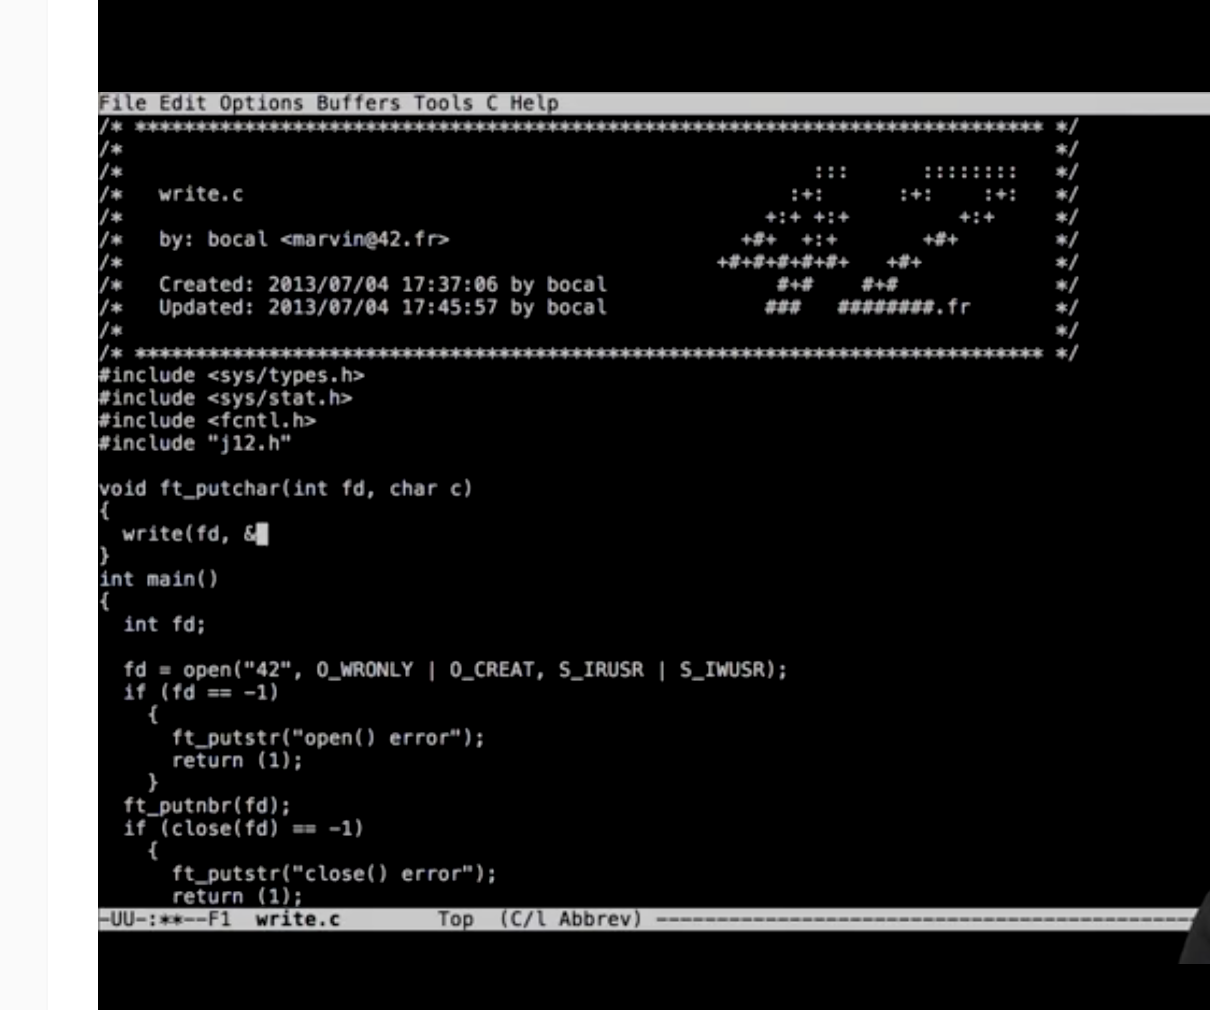 File Edit Options Buffers Tools C Help
/* *************************************************************************** */
/*                                                                             */
/*                                                         :::      ::::::::   */
/*   write.c                                             :+:      :+:    :+:   */
/*                                                     +:+ +:+         +:+     */
/*   by: bocal <marvin@42.fr>                        +#+  +:+       +#+        */
/*                                                 +#+#+#+#+#+   +#+           */
/*   Created: 2013/07/04 17:37:06 by bocal              #+#    #+#             */
/*   Updated: 2013/07/04 17:45:57 by bocal             ###   ########.fr       */
/*                                                                             */
/* *************************************************************************** */
#include <sys/types.h>
#include <sys/stat.h>
#include <fcntl.h>
#include "j12.h"

void ft_putchar(int fd, char c)
{
  write(fd, &
}
int main()
{
  int fd;

  fd = open("42", O_WRONLY | O_CREAT, S_IRUSR | S_IWUSR);
  if (fd == -1)
    {
      ft_putstr("open() error");
      return (1);
    }
  ft_putnbr(fd);
  if (close(fd) == -1)
    {
      ft_putstr("close() error");
      return (1);
-UU-:**--F1  write.c        Top  (C/l Abbrev) ----------------------------------------------